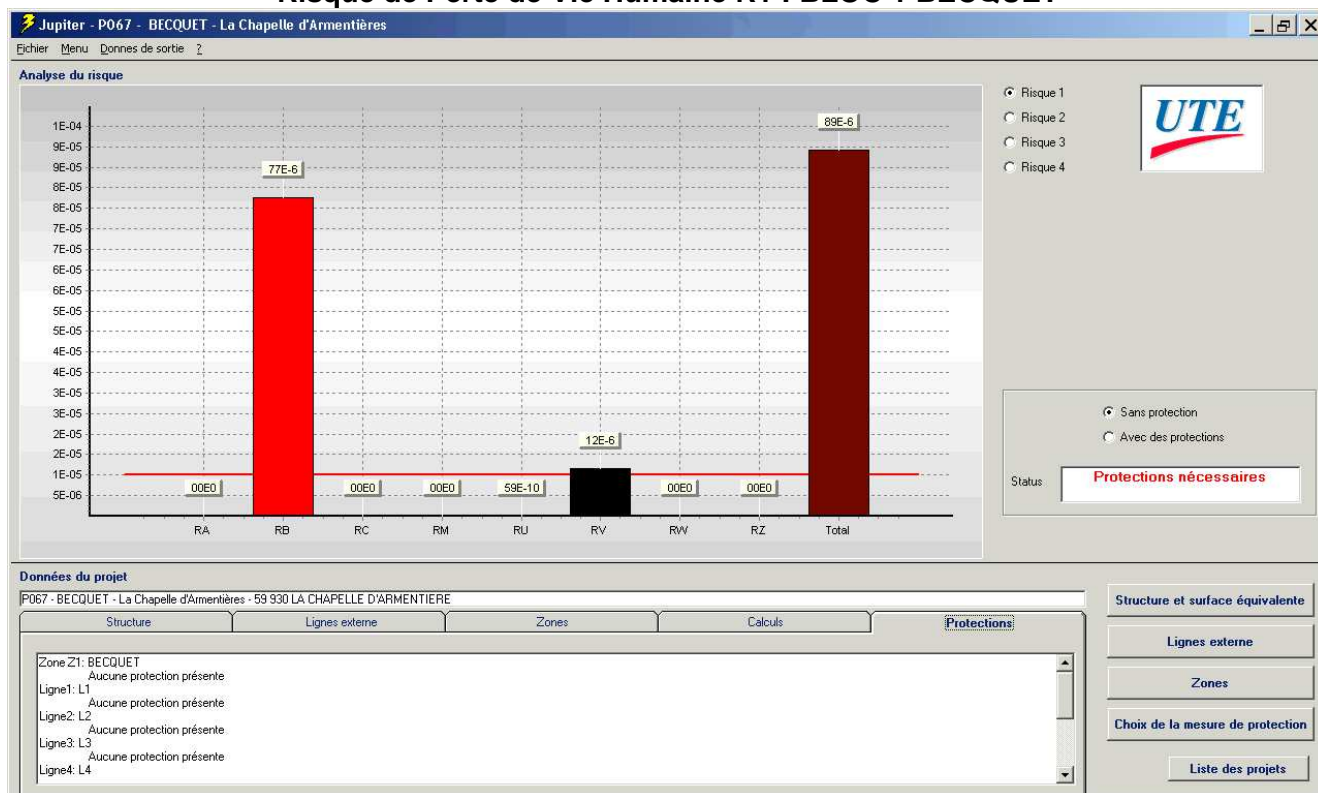 Jupiter - P067 - BECQUET - La Chapelle d'Armentières
Fichier Menu Donnes de sortie ?
Analyse du risque
1E-04
9E-05
9E-05
8E-05
8E-05
7E-05
7E-05
6E-05
6E-05
5E-05
5E-05
4E-05
4E-05
3E-05
3E-05
2E-05
2E-05
1E-05
5E-06
00E0
77E-6
00E0
00E0
59E-10
12E-6
00E0
00E0
89E-6
RA RB RC RM RU RV RW RZ Total
Risque 1
Risque 2
Risque 3
Risque 4
UTE
Sans protection
Avec des protections
Status Protections nécessaires
Données du projet
P067 - BECQUET - La Chapelle d'Armentières - 59 930 LA CHAPELLE D'ARMENTIERE
Structure Lignes externe Zones Calculs Protections
Zone Z1: BECQUET
Aucune protection présente
Ligne1: L1
Aucune protection présente
Ligne2: L2
Aucune protection présente
Ligne3: L3
Aucune protection présente
Ligne4: L4
Structure et surface équivalente
Lignes externe
Zones
Choix de la mesure de protection
Liste des projets